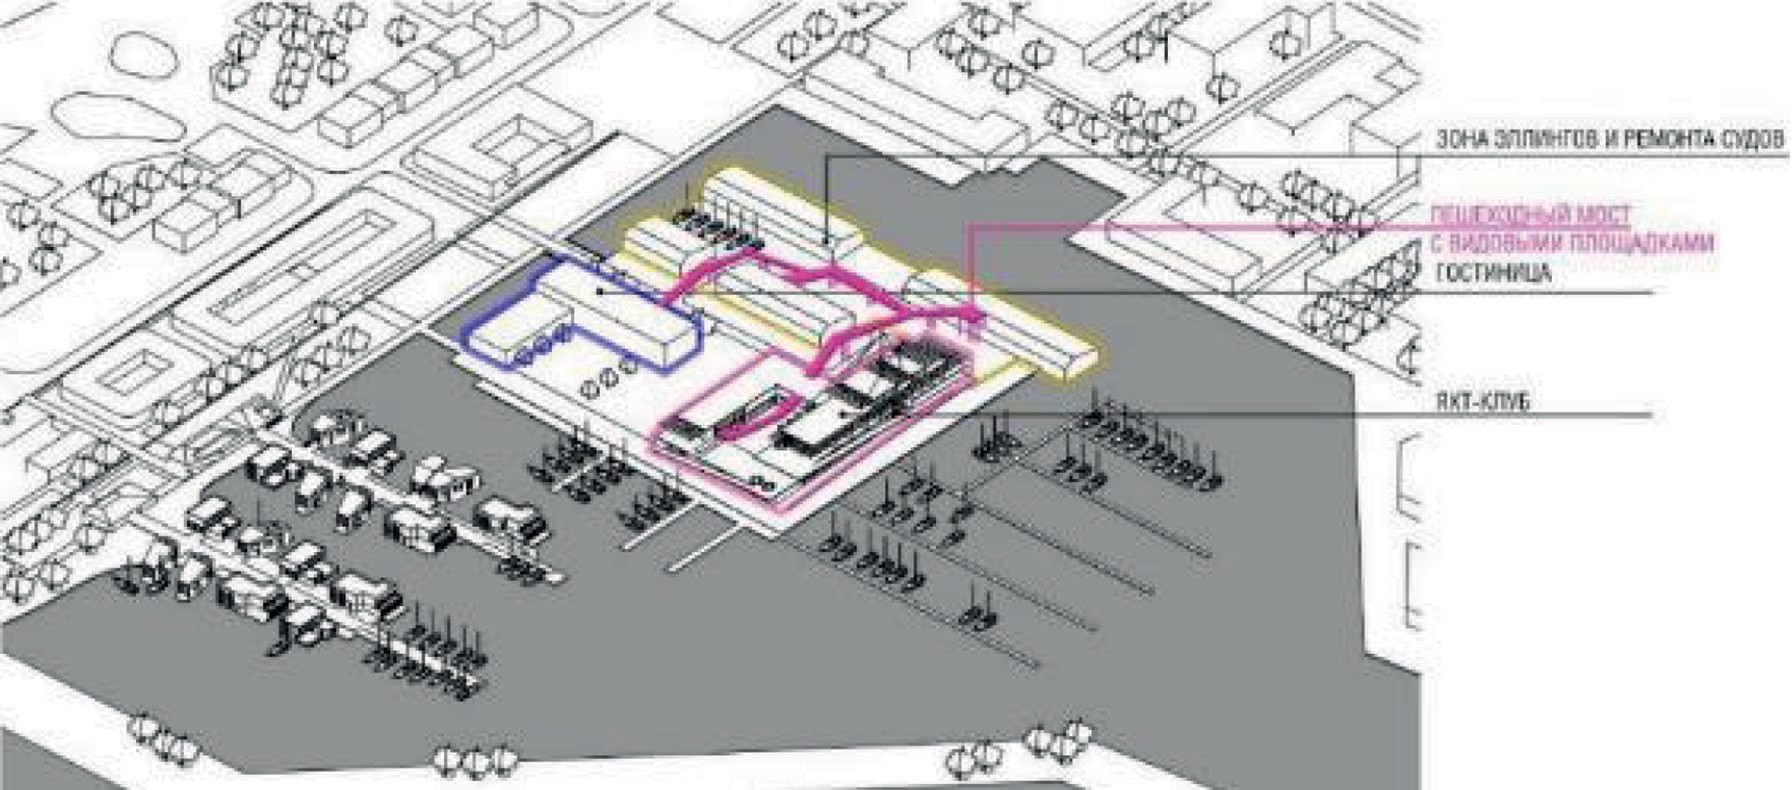 ЗОНА ЭЛЛИНГОВ И РЕМОНТА СУДОВ
ПЕШЕХОДНЫЙ МОСТ
С ВИДОВЫМИ ПЛОЩАДКАМИ
ГОСТИНИЦА
ЯХТ-КЛУБ